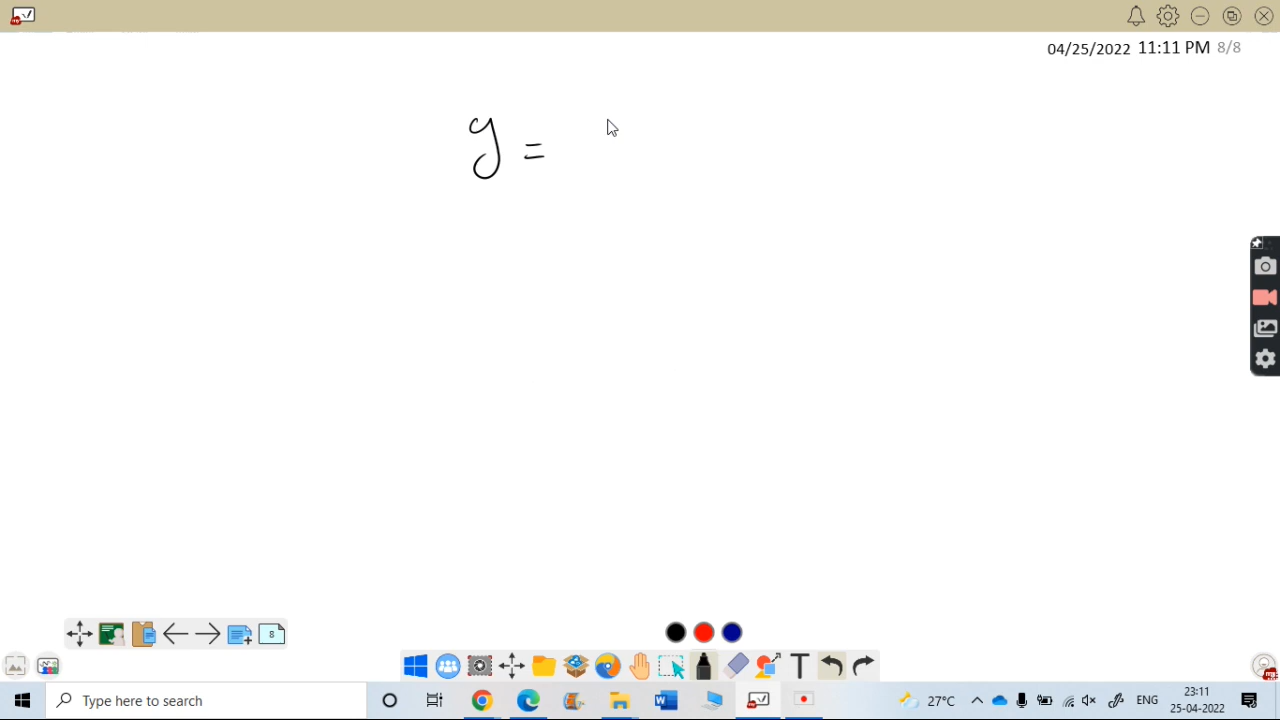 04/25/2022 11:11 PM 8/8
y =
8
T
Type here to search
27°C ENG 23:11
25-04-2022